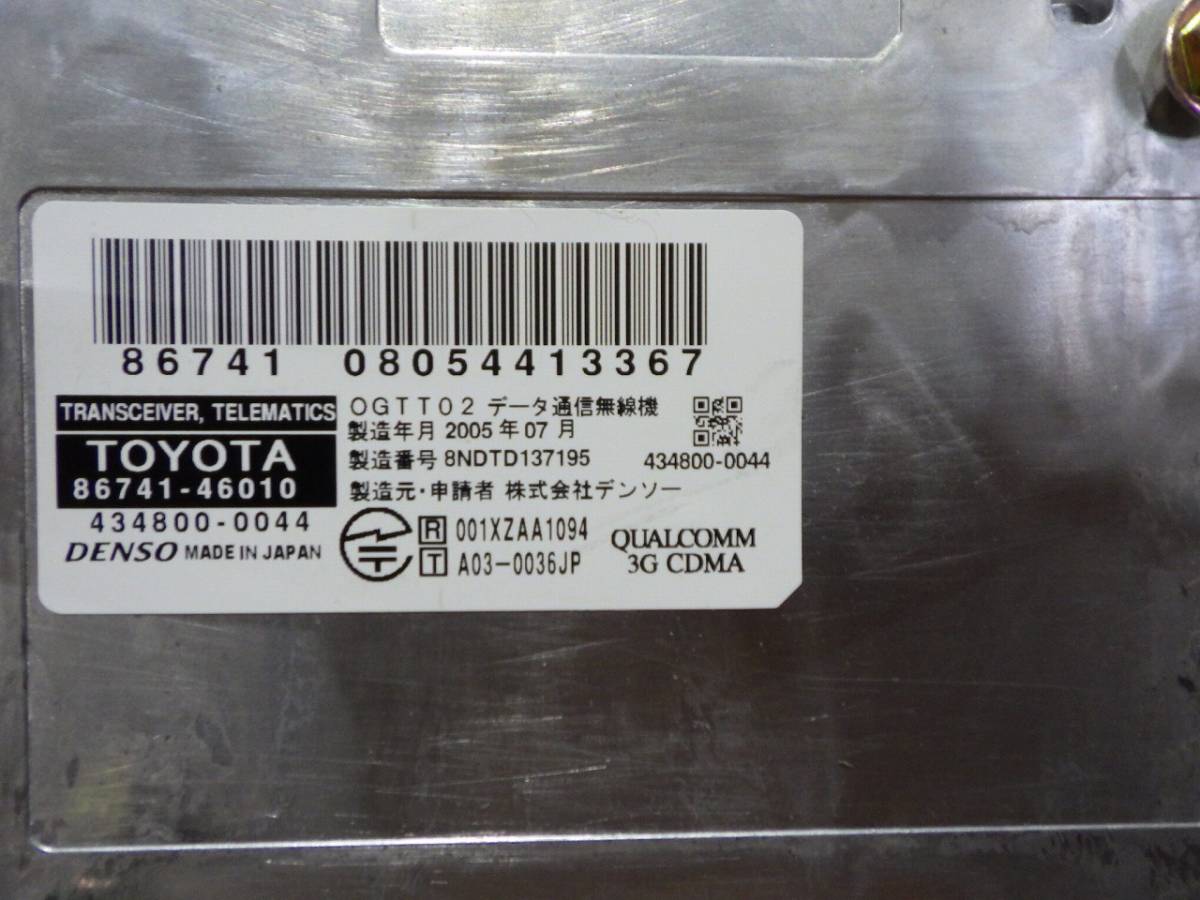 86741 08054413367
TRANSCEIVER, TELEMATICS
TOYOTA
86741-46010
434800-0044
DENSO MADE IN JAPAN
OGTT02 データ通信無線機
製造年月 2005年07月
製造番号 8NDTD137195
434800-0044
製造元・申請者 株式会社デンソー
R 001XZAA1094
T A03-0036JP
QUALCOMM
3G CDMA